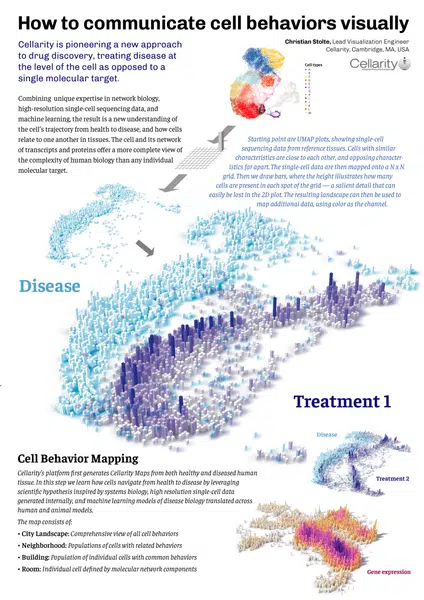 How to communicate cell behaviors visually
Cellarity is pioneering a new approach
to drug discovery, treating disease at
the level of the cell as opposed to a
single molecular target.
Christian Stolte, Lead Visualization Engineer
Cellarity, Cambridge, MA, USA
Cellarity
Cell types
Combining unique expertise in network biology,
high-resolution single-cell sequencing data, and
machine learning, the result is a new understanding of
the cell's trajectory from health to disease, and how cells
relate to one another in tissues. The cell and its network
of transcripts and proteins offer a more complete view of
the complexity of human biology than any individual
molecular target.
Starting point are UMAP plots, showing single-cell
sequencing data from reference tissues. Cells with similar
characteristics are close to each other, and opposing character-
istics far apart. The single-cell data are then mapped onto a N x N
grid. Then we draw bars, where the height illustrates how many
cells are present in each spot of the grid — a salient detail that can
easily be lost in the 2D plot. The resulting landscape can then be used to
map additional data, using color as the channel.
Disease
Treatment 1
Cell Behavior Mapping
Cellarity's platform first generates Cellarity Maps from both healthy and diseased human
tissue. In this step we learn how cells navigate from health to disease by leveraging
scientific hypothesis inspired by systems biology, high resolution single-cell data
generated internally, and machine learning models of disease biology translated across
human and animal models.
The map consists of:
• City Landscape: Comprehensive view of all cell behaviors
• Neighborhood: Populations of cells with related behaviors
• Building: Population of individual cells with common behaviors
• Room: Individual cell defined by molecular network components
Disease
Treatment 2
Gene expression